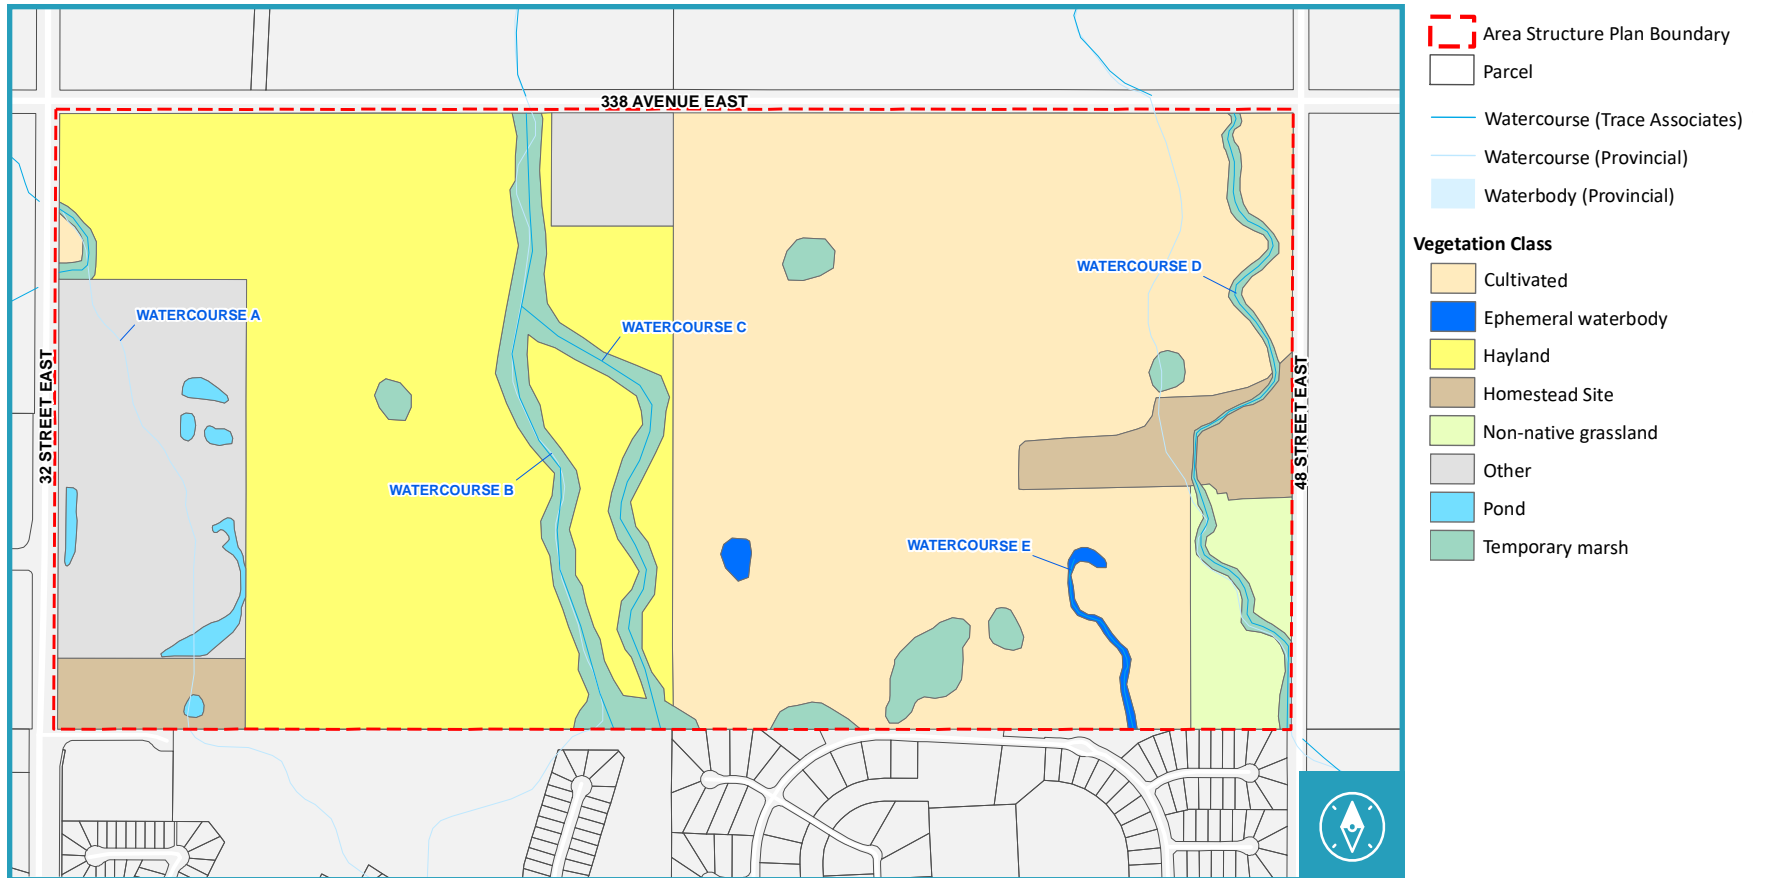 338 AVENUE EAST
WATERCOURSE D
WATERCOURSE A
WATERCOURSE C
32 STREET EAST
48 STREET EAST
WATERCOURSE B
WATERCOURSE E
Area Structure Plan Boundary
Parcel
Watercourse (Trace Associates)
Watercourse (Provincial)
Waterbody (Provincial)
Vegetation Class
Cultivated
Ephemeral waterbody
Hayland
Homestead Site
Non-native grassland
Other
Pond
Temporary marsh